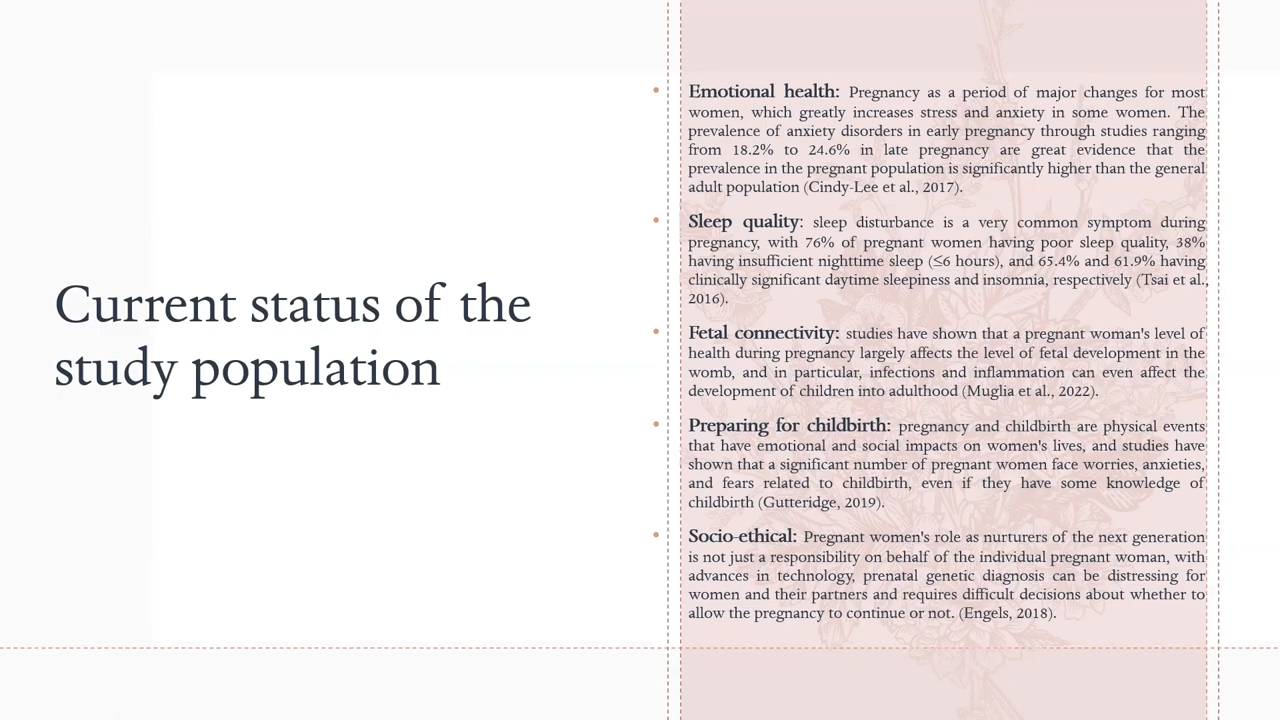 Current status of the
study population
• Emotional health: Pregnancy as a period of major changes for most
women, which greatly increases stress and anxiety in some women. The
prevalence of anxiety disorders in early pregnancy through studies ranging
from 18.2% to 24.6% in late pregnancy are great evidence that the
prevalence in the pregnant population is significantly higher than the general
adult population (Cindy-Lee et al., 2017).
• Sleep quality: sleep disturbance is a very common symptom during
pregnancy, with 76% of pregnant women having poor sleep quality, 38%
having insufficient nighttime sleep (≤6 hours), and 65.4% and 61.9% having
clinically significant daytime sleepiness and insomnia, respectively (Tsai et al.,
2016).
• Fetal connectivity: studies have shown that a pregnant woman's level of
health during pregnancy largely affects the level of fetal development in the
womb, and in particular, infections and inflammation can even affect the
development of children into adulthood (Muglia et al., 2022).
• Preparing for childbirth: pregnancy and childbirth are physical events
that have emotional and social impacts on women's lives, and studies have
shown that a significant number of pregnant women face worries, anxieties,
and fears related to childbirth, even if they have some knowledge of
childbirth (Gutteridge, 2019).
• Socio-ethical: Pregnant women's role as nurturers of the next generation
is not just a responsibility on behalf of the individual pregnant woman, with
advances in technology, prenatal genetic diagnosis can be distressing for
women and their partners and requires difficult decisions about whether to
allow the pregnancy to continue or not. (Engels, 2018).